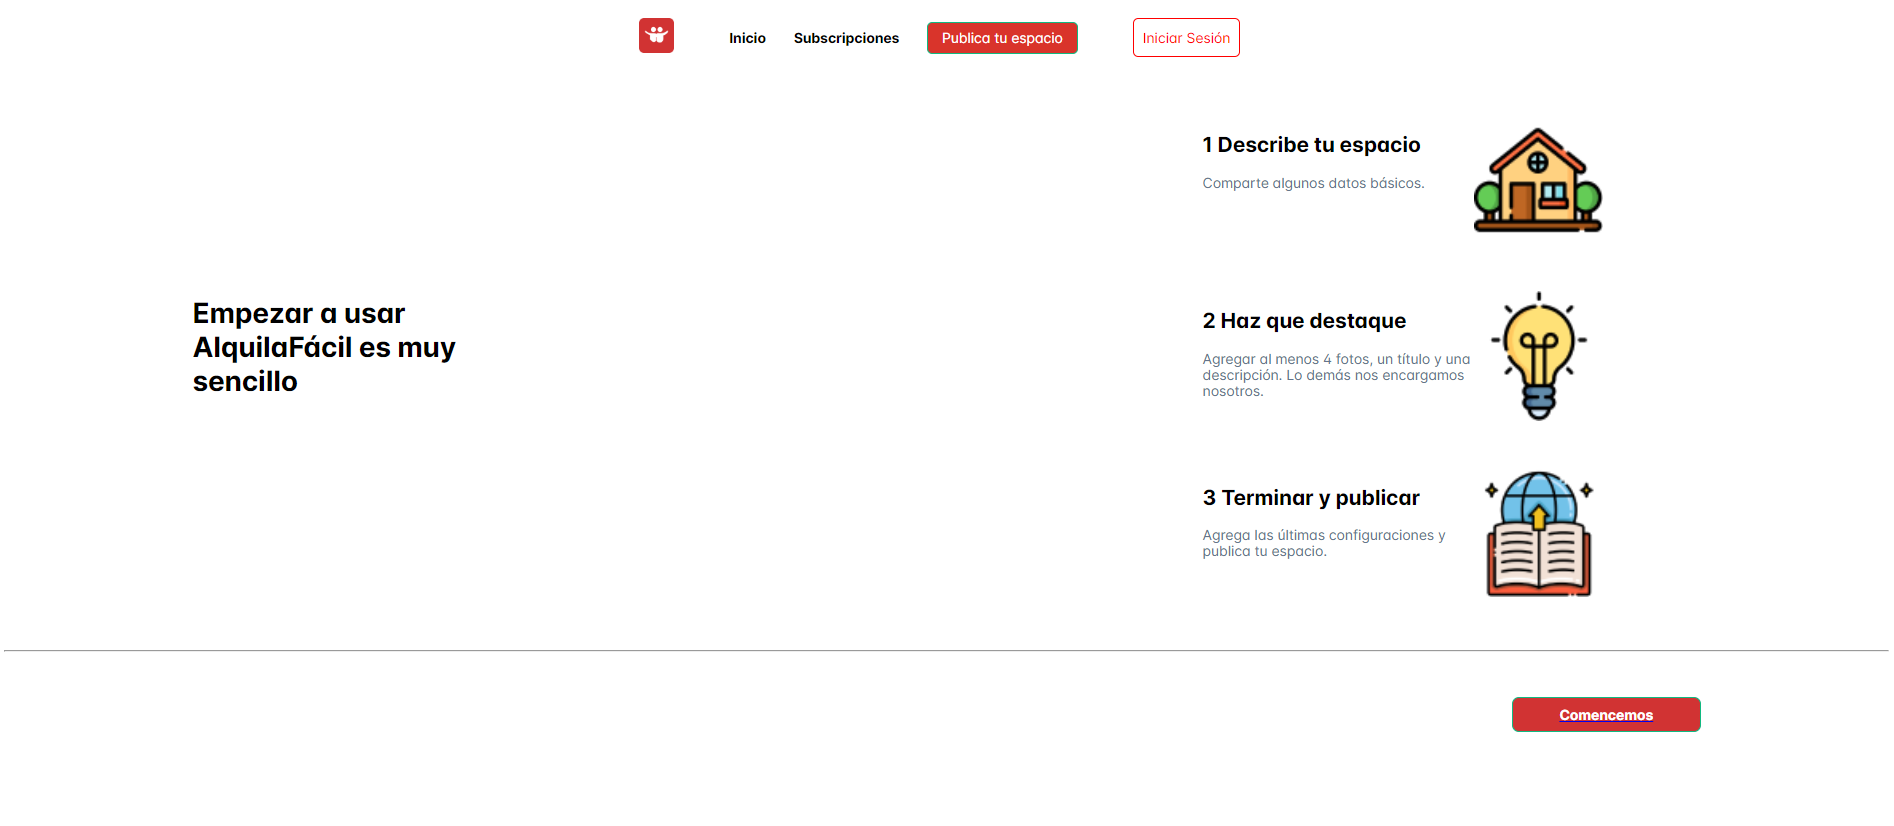 Inicio
Subscripciones
Publica tu espacio
Iniciar Sesión
Empezar a usar
AlquilaFácil es muy
sencillo
1 Describe tu espacio
Comparte algunos datos básicos.
2 Haz que destaque
Agregar al menos 4 fotos, un título y una
descripción. Lo demás nos encargamos
nosotros.
3 Terminar y publicar
Agrega las últimas configuraciones y
publica tu espacio.
Comencemos